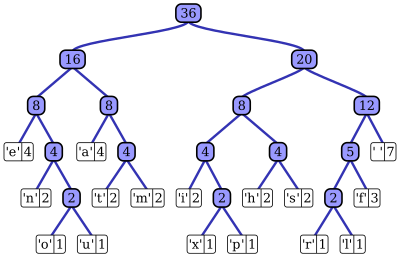 36
16 20
8 8 8 12
'e' 4 4 'a' 4 4 4 4 5 ' ' 7
'n' 2 2 't' 2 'm' 2 'i' 2 2 'h' 2 's' 2 2 'f' 3
'o' 1 'u' 1 'x' 1 'p' 1 'r' 1 'l' 1